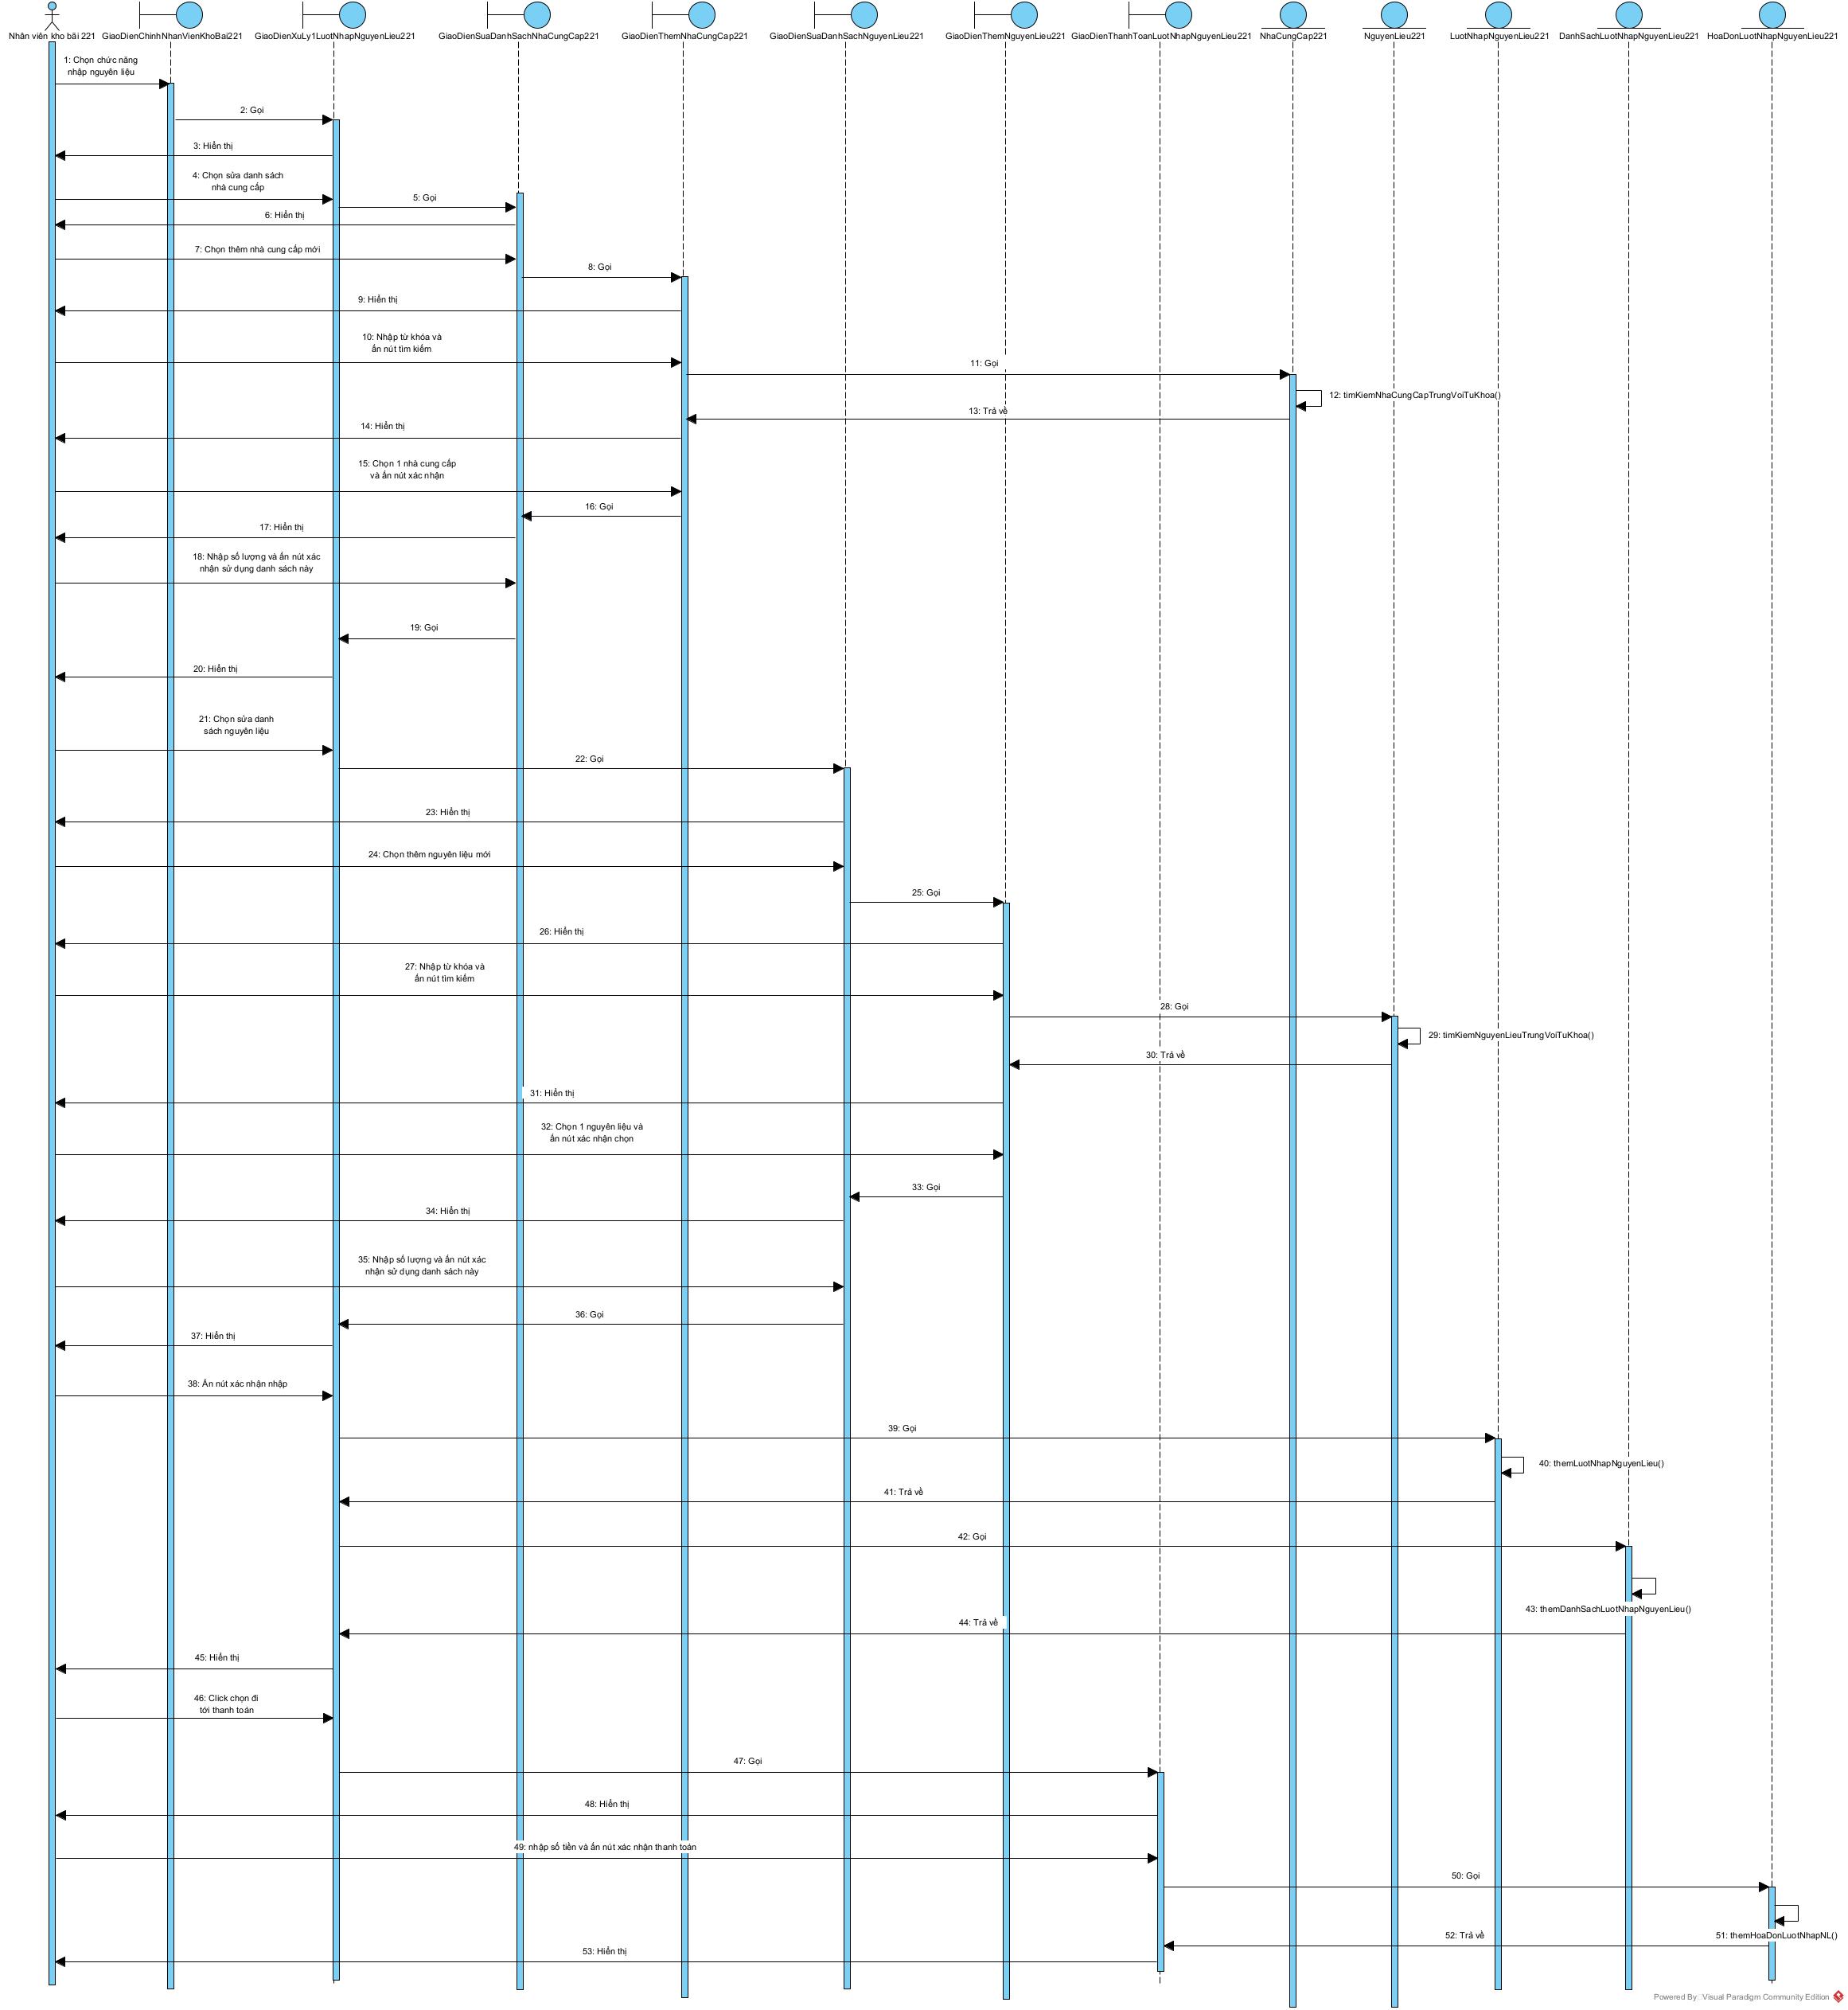 Nhân viên kho bãi 221
GiaoDienChinhNhanVienKhoBai221
GiaoDienXuLy1LuotNhapNguyenLieu221
GiaoDienSuaDanhSachNhaCungCap221
GiaoDienThemNhaCungCap221
GiaoDienSuaDanhSachNguyenLieu221
GiaoDienThemNguyenLieu221
GiaoDienThanhToanLuotNhapNguyenLieu221
NhaCungCap221
NguyenLieu221
LuotNhapNguyenLieu221
DanhSachLuotNhapNguyenLieu221
HoaDonLuotNhapNguyenLieu221
1: Chọn chức năng
nhập nguyên liệu
2: Gọi
3: Hiển thị
4: Chọn sửa danh sách
nhà cung cấp
5: Gọi
6: Hiển thị
7: Chọn thêm nhà cung cấp mới
8: Gọi
9: Hiển thị
10: Nhập từ khóa và
ấn nút tìm kiếm
11: Gọi
12: timKiemNhaCungCapTrungVoiTuKhoa()
13: Trả về
14: Hiển thị
15: Chọn 1 nhà cung cấp
và ấn nút xác nhận
16: Gọi
17: Hiển thị
18: Nhập số lượng và ấn nút xác
nhận sử dụng danh sách này
19: Gọi
20: Hiển thị
21: Chọn sửa danh
sách nguyên liệu
22: Gọi
23: Hiển thị
24: Chọn thêm nguyên liệu mới
25: Gọi
26: Hiển thị
27: Nhập từ khóa và
ấn nút tìm kiếm
28: Gọi
29: timKiemNguyenLieuTrungVoiTuKhoa()
30: Trả về
31: Hiển thị
32: Chọn 1 nguyên liệu và
ấn nút xác nhận chọn
33: Gọi
34: Hiển thị
35: Nhập số lượng và ấn nút xác
nhận sử dụng danh sách này
36: Gọi
37: Hiển thị
38: Ấn nút xác nhận nhập
39: Gọi
40: themLuotNhapNguyenLieu()
41: Trả về
42: Gọi
43: themDanhSachLuotNhapNguyenLieu()
44: Trả về
45: Hiển thị
46: Click chọn đi
tới thanh toán
47: Gọi
48: Hiển thị
49: nhập số tiền và ấn nút xác nhận thanh toán
50: Gọi
51: themHoaDonLuotNhapNL()
52: Trả về
53: Hiển thị
Powered By: Visual Paradigm Community Edition